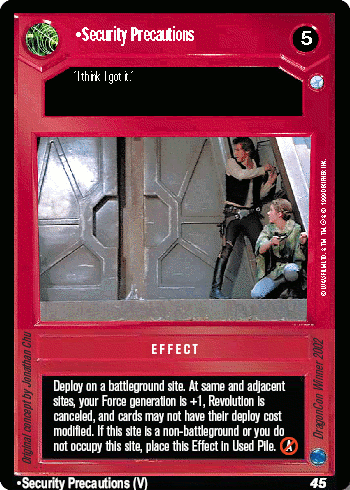 •Security Precautions
5
'I think I got it.'
EFFECT
Deploy on a battleground site. At same and adjacent
sites, your Force generation is +1, Revolution is
canceled, and cards may not have their deploy cost
modified. If this site is a non-battleground or you do
not occupy this site, place this Effect in Used Pile.
A
Original concept by Jonathan Chu
DragonCon Winner 2002
•Security Precautions (V)
45